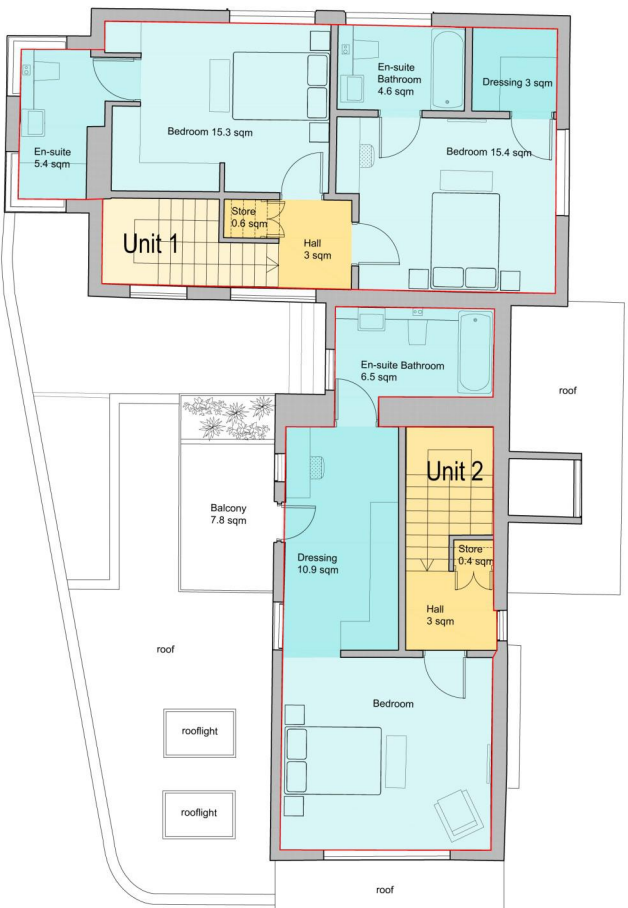 En-suite
Bathroom
4.6 sqm
Dressing 3 sqm
Bedroom 15.3 sqm
En-suite
5.4 sqm
Bedroom 15.4 sqm
Store
0.6 sqm
Unit 1
Hall
3 sqm
En-suite Bathroom
6.5 sqm
roof
Unit 2
Balcony
7.8 sqm
Dressing
10.9 sqm
Store
0.4 sqm
Hall
3 sqm
roof
Bedroom
rooflight
rooflight
roof